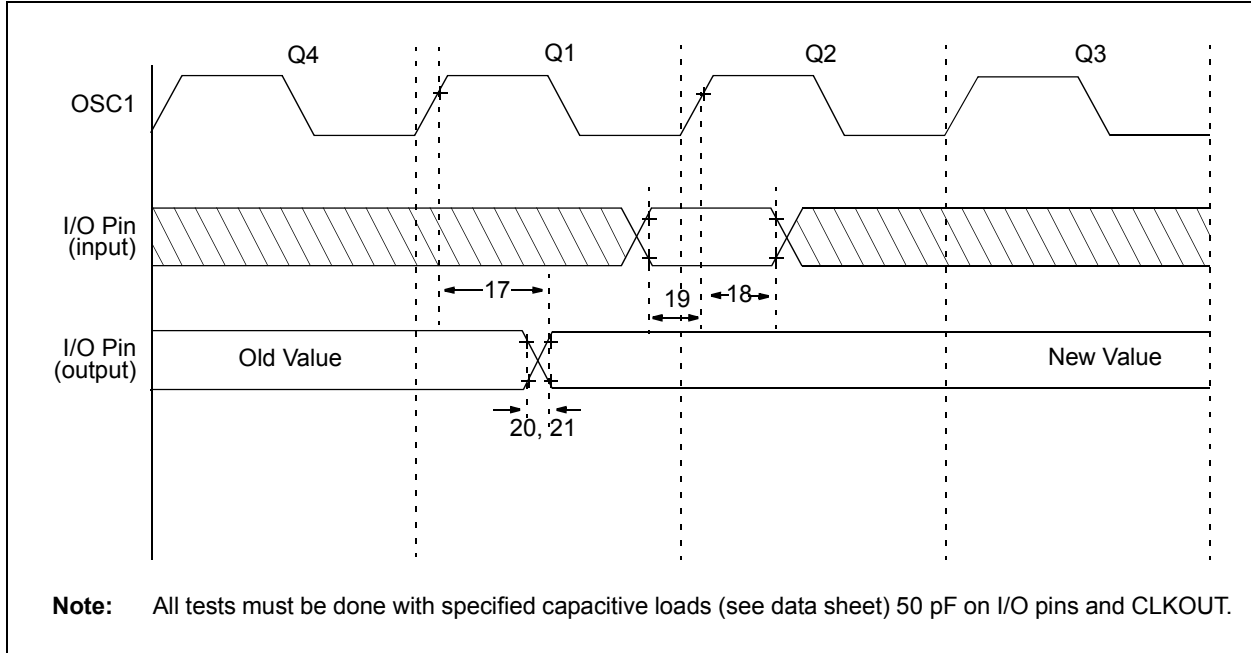 Q4 Q1 Q2 Q3
OSC1
I/O Pin
(input)
17
19
18
I/O Pin
(output)
Old Value
New Value
20, 21
Note: All tests must be done with specified capacitive loads (see data sheet) 50 pF on I/O pins and CLKOUT.